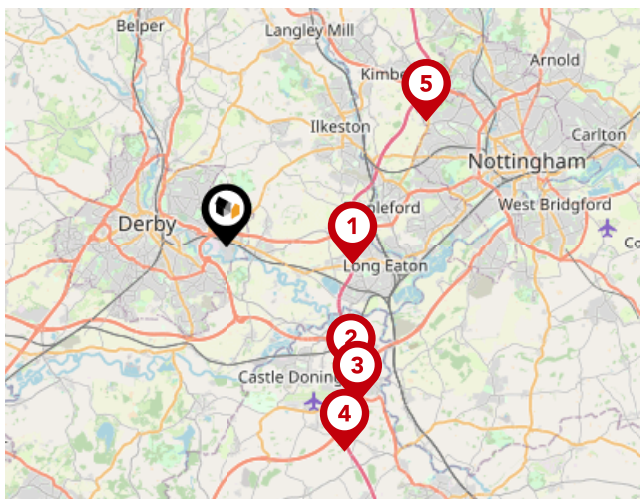 Belper
Langley Mill
Arnold
Kimbe
5
Ilkeston
Carlton
Nottingham
Derby
1
pleford
West Bridgford
Co
Long Eaton
2
3
Castle Doning
4